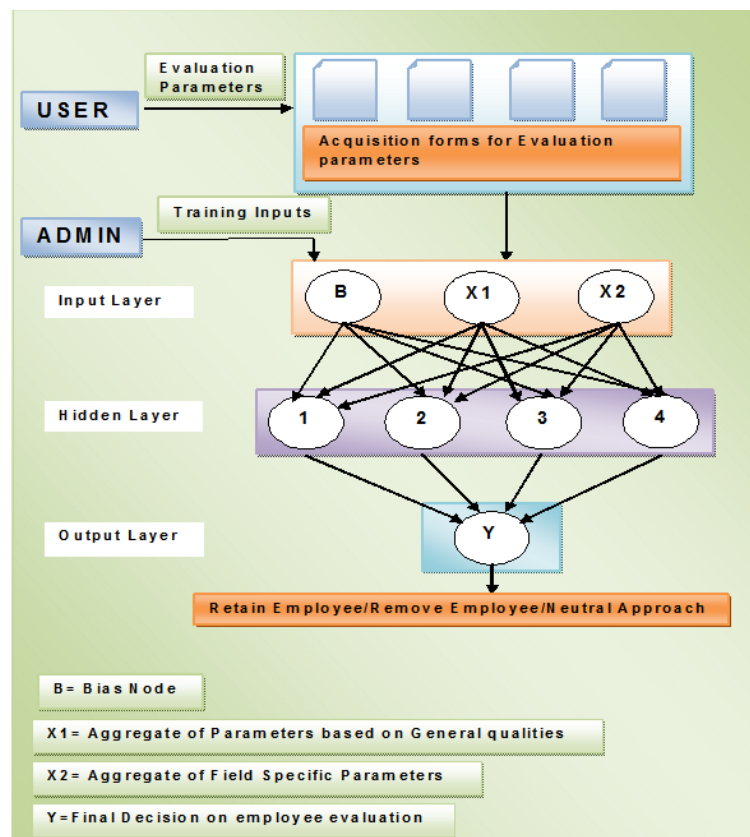 Evaluation
Parameters
USER
Acquisition forms for Evaluation
parameters
Training Inputs
ADMIN
Input Layer
B
X1
X2
Hidden Layer
1
2
3
4
Output Layer
Y
Retain Employee/Remove Employee/Neutral Approach
B= Bias Node
X1= Aggregate of Parameters based on General qualities
X2= Aggregate of Field Specific Parameters
Y=Final Decision on employee evaluation